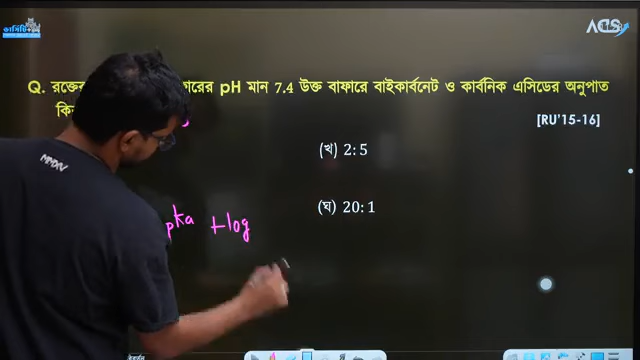 ভার্সিটি
ACS
Q. রক্তের pH মান 7.4 উক্ত বাফারে বাইকার্বনেট ও কার্বনিক এসিডের অনুপাত
[RU'15-16]
(খ) 2: 5
MMXIV
(ঘ) 20: 1
pka +log